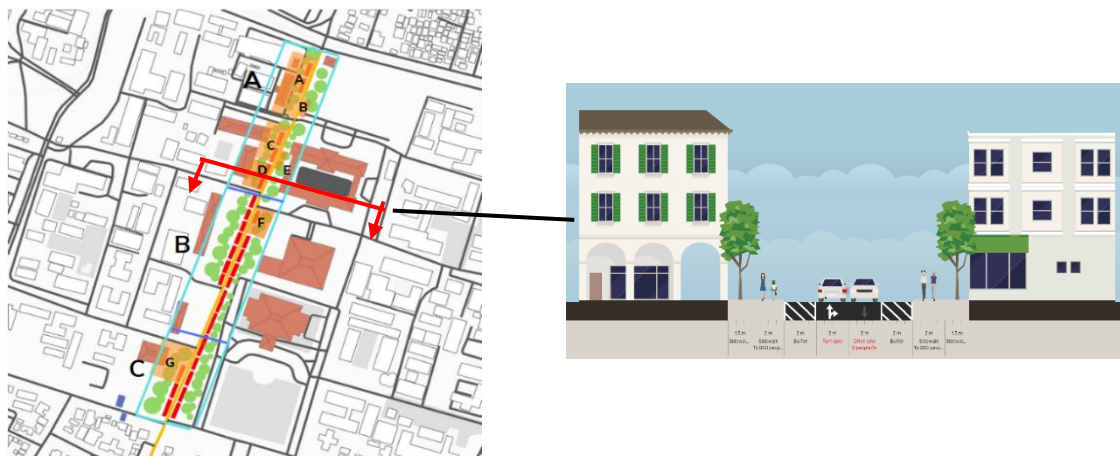 A
A
B
C
D
E
F
B
C
G
1.5 m
Sidewal...
2 m
Sidewalk
2 m
Buffer
2 m
Turn lane
2 m
Drive lane
2 m
Buffer
2 m
Sidewalk
1.5 m
Sidewal...